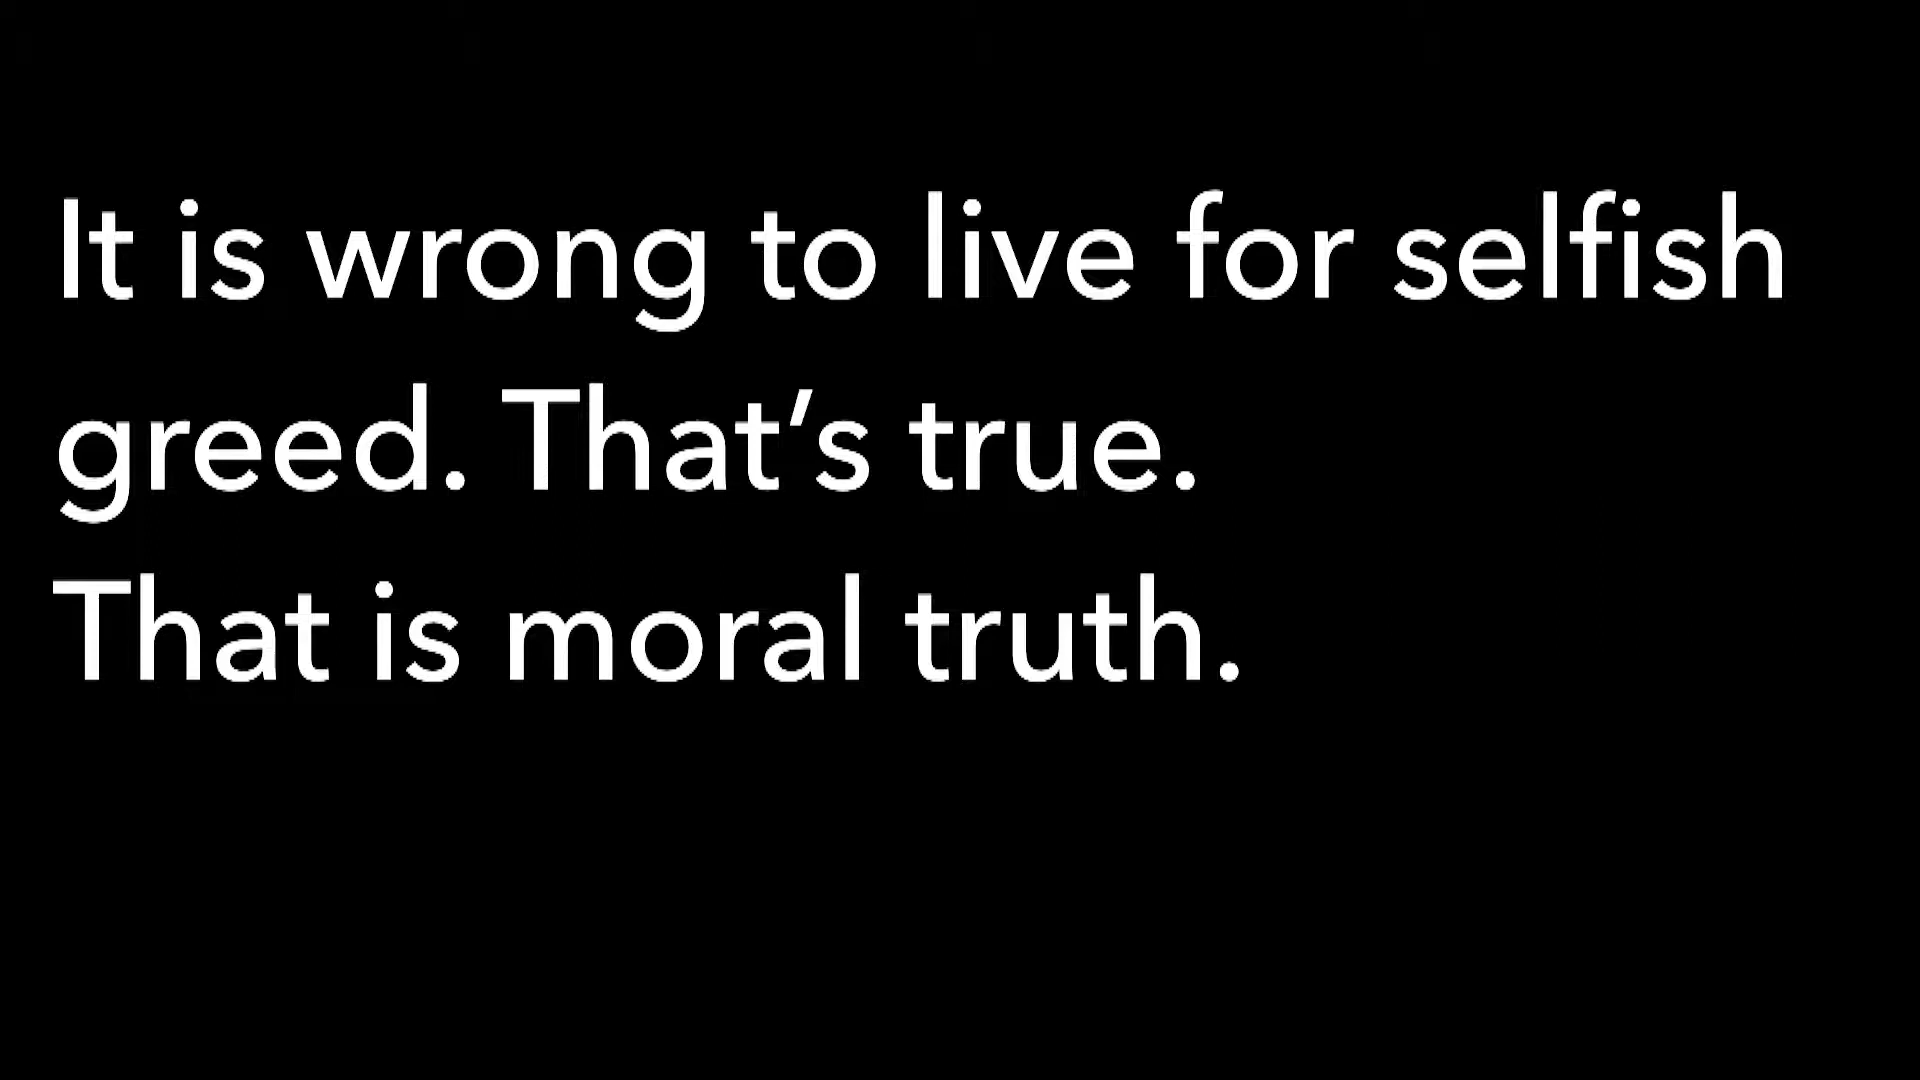 It is wrong to live for selfish
greed. That’s true.
That is moral truth.